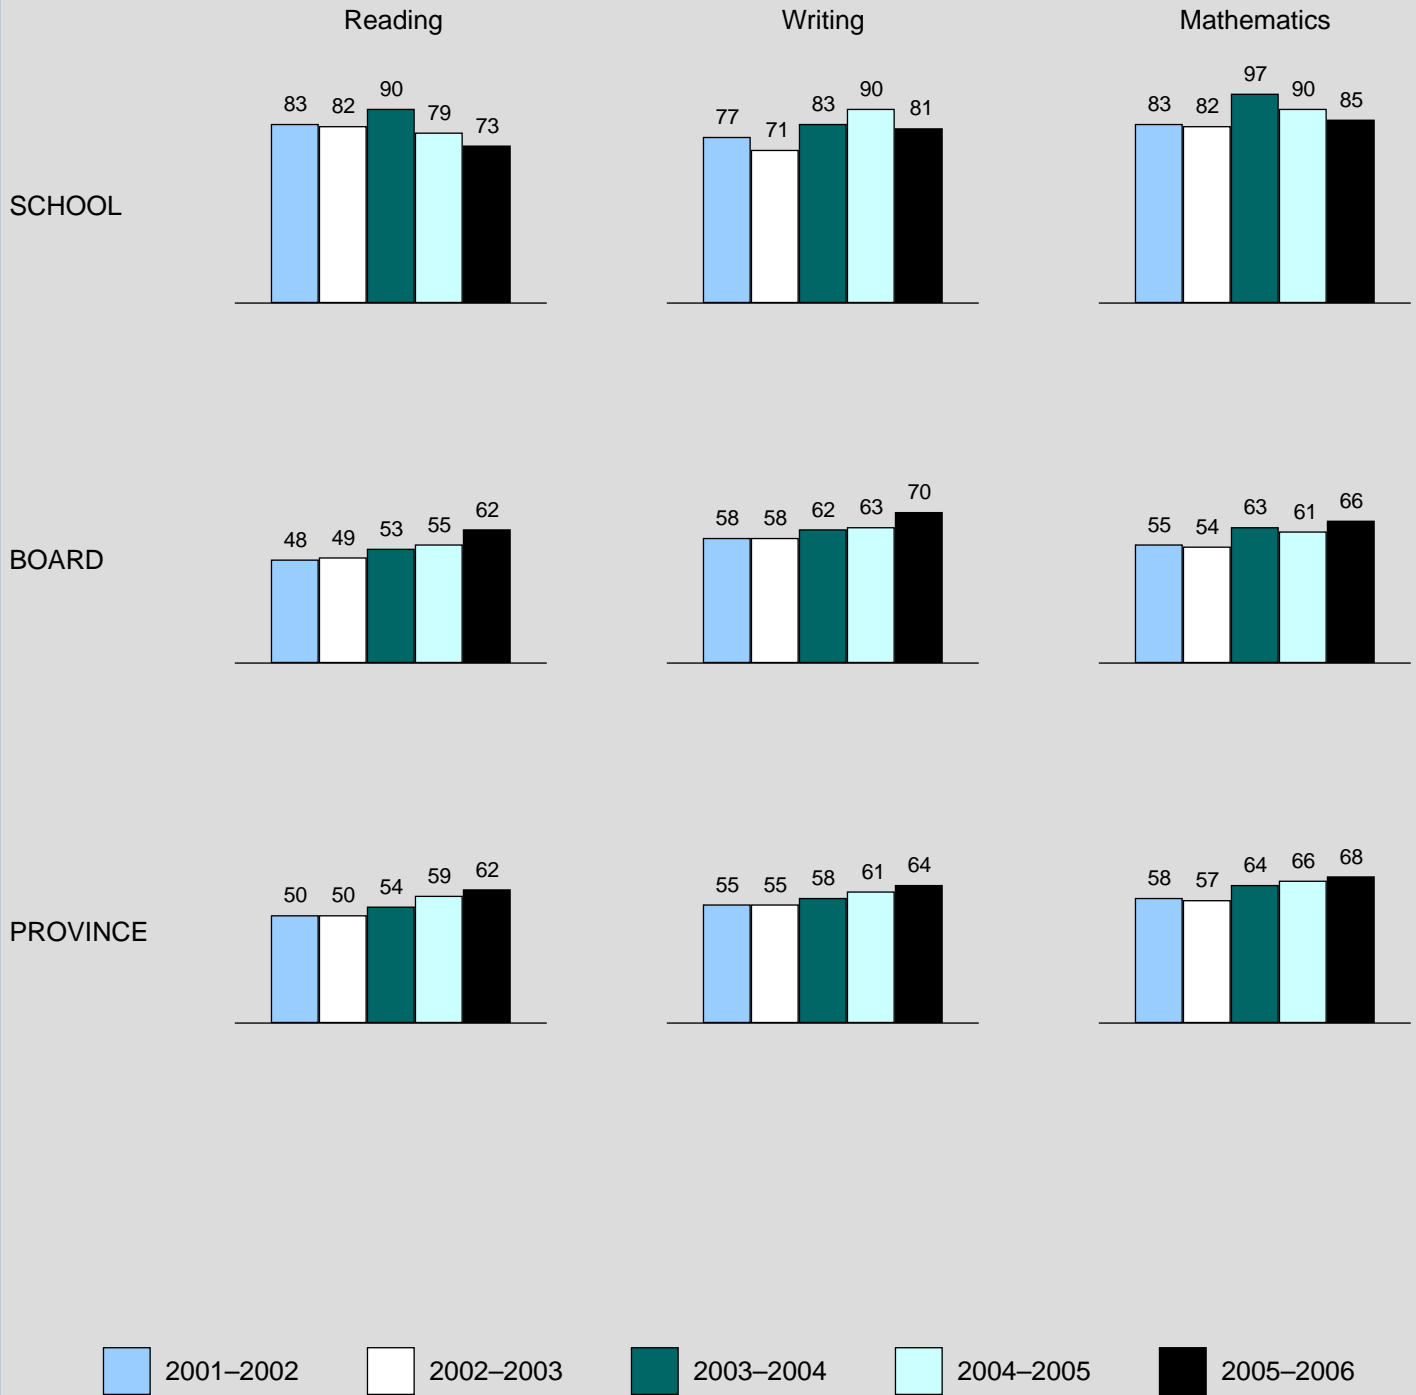 Reading Writing Mathematics
SCHOOL
83 82 90 79 73
77 71 83 90 81
83 82 97 90 85
BOARD
48 49 53 55 62
58 58 62 63 70
55 54 63 61 66
PROVINCE
50 50 54 59 62
55 55 58 61 64
58 57 64 66 68
2001–2002 2002–2003 2003–2004 2004–2005 2005–2006